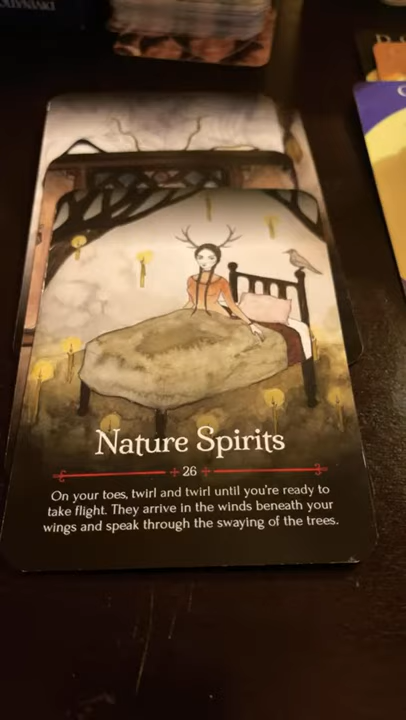 Nature Spirits
26
On your toes, twirl and twirl until you're ready to
take flight. They arrive in the winds beneath your
wings and speak through the swaying of the trees.